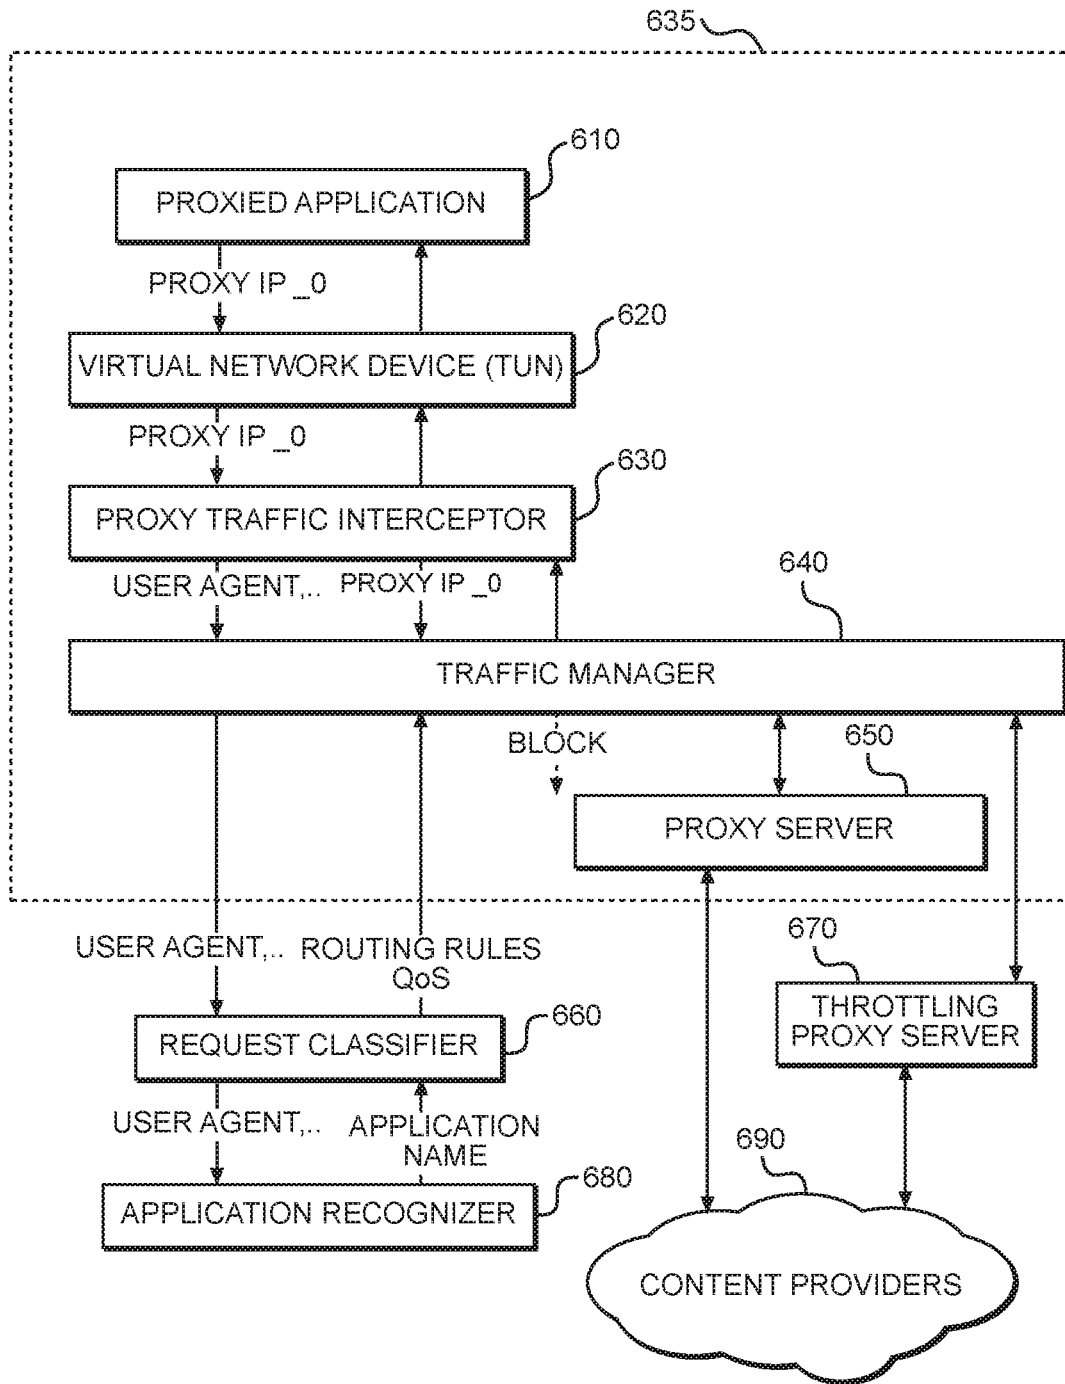 635
610
PROXIED APPLICATION
PROXY IP _0
620
VIRTUAL NETWORK DEVICE (TUN)
PROXY IP _0
630
PROXY TRAFFIC INTERCEPTOR
USER AGENT,.. PROXY IP _0
640
TRAFFIC MANAGER
BLOCK
650
PROXY SERVER
USER AGENT,.. ROUTING RULES
QoS
670
THROTTLING
PROXY SERVER
660
REQUEST CLASSIFIER
USER AGENT,.. APPLICATION
NAME
680
APPLICATION RECOGNIZER
690
CONTENT PROVIDERS